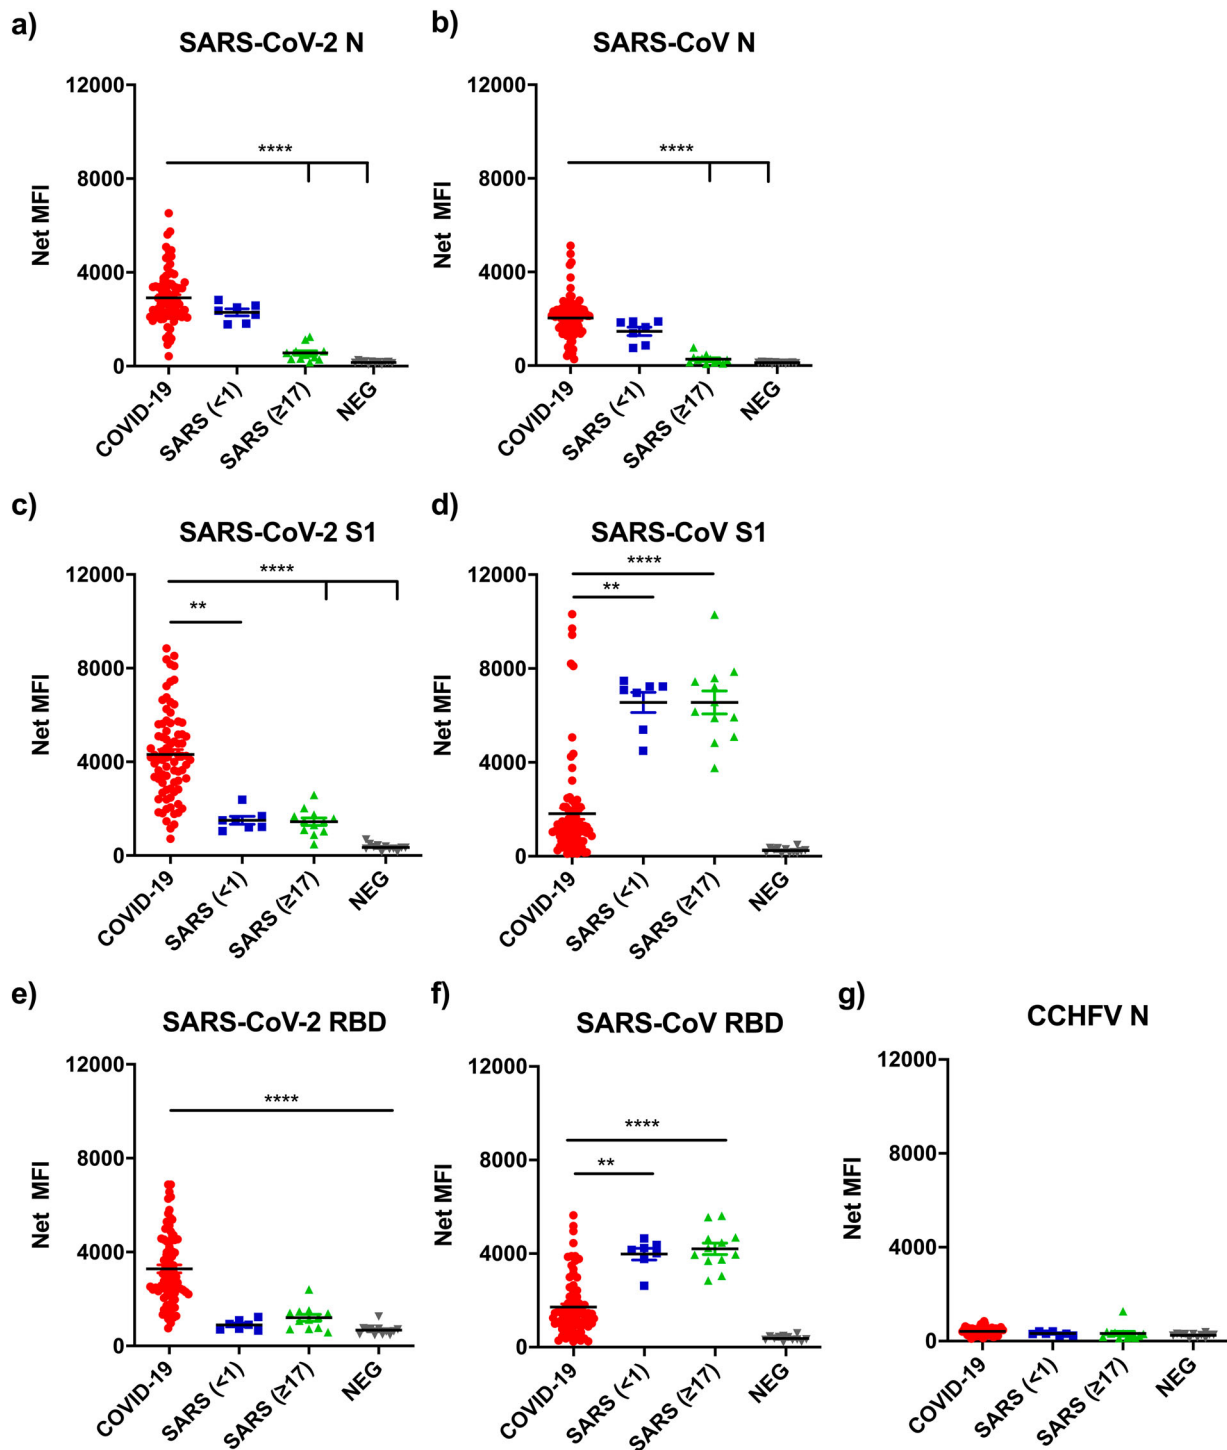 a)
SARS-CoV-2 N
12000
8000
4000
0
Net MFI
****
COVID-19
SARS (<1)
SARS (≥17)
NEG
b)
SARS-CoV N
12000
8000
4000
0
Net MFI
****
COVID-19
SARS (<1)
SARS (≥17)
NEG
c)
SARS-CoV-2 S1
12000
8000
4000
0
Net MFI
****
**
COVID-19
SARS (<1)
SARS (≥17)
NEG
d)
SARS-CoV S1
12000
8000
4000
0
Net MFI
****
**
COVID-19
SARS (<1)
SARS (≥17)
NEG
e)
SARS-CoV-2 RBD
12000
8000
4000
0
Net MFI
****
COVID-19
SARS (<1)
SARS (≥17)
NEG
f)
SARS-CoV RBD
12000
8000
4000
0
Net MFI
****
**
COVID-19
SARS (<1)
SARS (≥17)
NEG
g)
CCHFV N
12000
8000
4000
0
Net MFI
COVID-19
SARS (<1)
SARS (≥17)
NEG